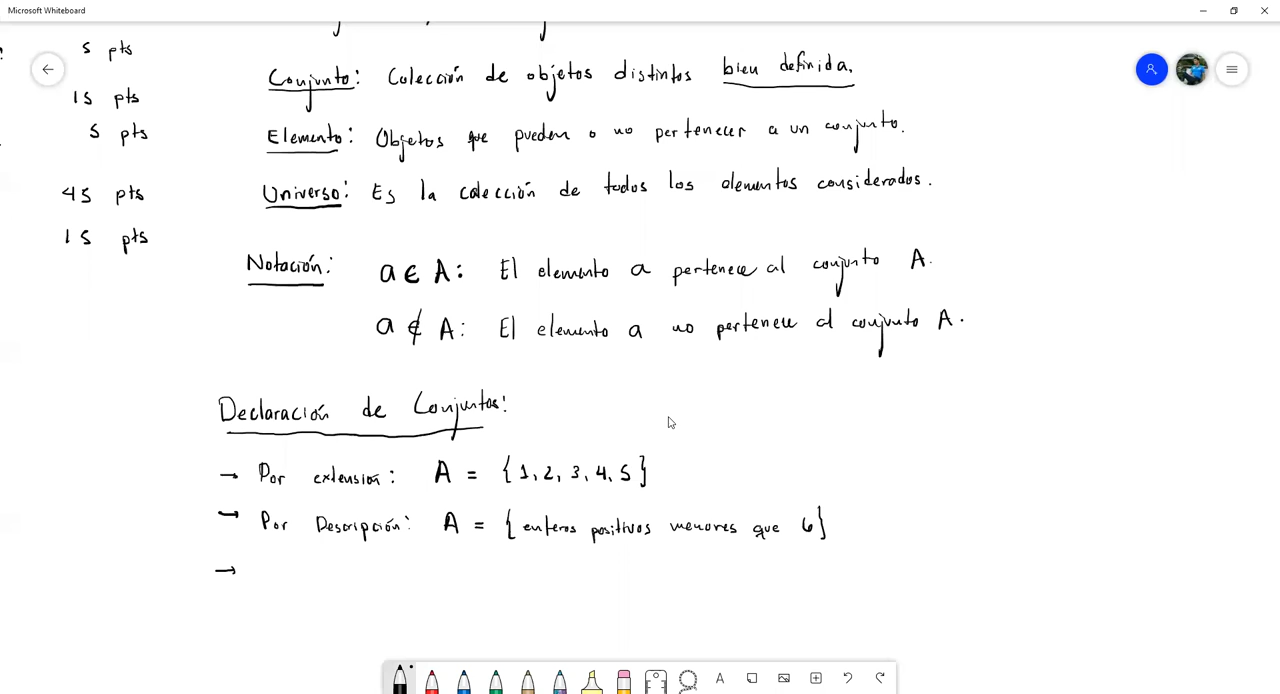 Microsoft Whiteboard
5 pts
15 pts
5 pts
45 pts
15 pts
Conjunto: Colección de objetos distintos bien definida.
Elemento: Objetos que pueden o no pertenecer a un conjunto.
Universo: Es la colección de todos los elementos considerados.
Notación: a ∈ A: El elemento a pertenece al conjunto A.
a ∉ A: El elemento a no pertenece al conjunto A.
Declaración de Conjuntos:
→ Por extensión: A = {1, 2, 3, 4, 5}
→ Por Descripción: A = {enteros positivos menores que 6}
→